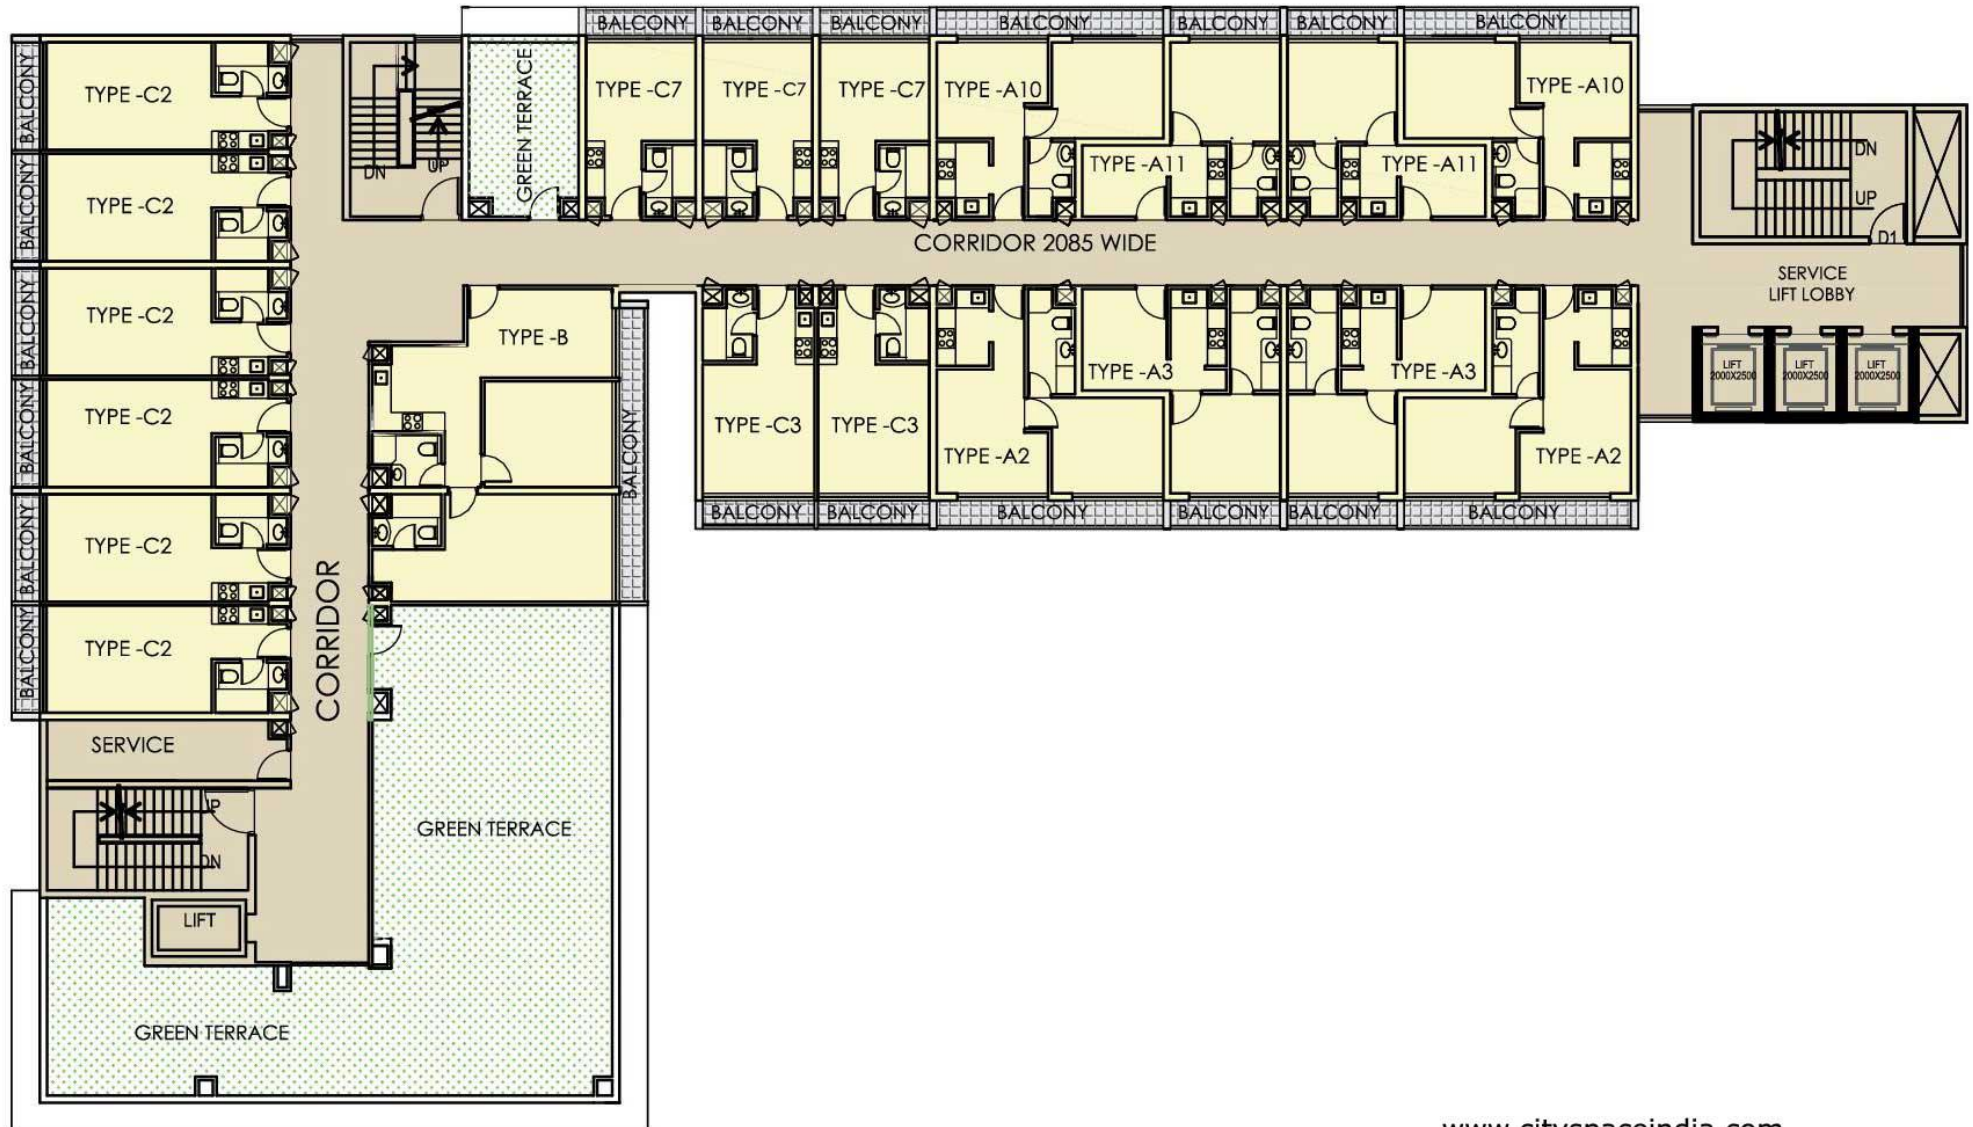 BALCONY
BALCONY
BALCONY
BALCONY
BALCONY
BALCONY
BALCONY
TYPE -C2
TYPE -C2
TYPE -C2
TYPE -C2
TYPE -C2
TYPE -C2
BALCONY
BALCONY
BALCONY
BALCONY
BALCONY
BALCONY
DN
UP
GREEN TERRACE
TYPE -C7
TYPE -C7
TYPE -C7
TYPE -A10
TYPE -A11
TYPE -A11
TYPE -A10
DN
UP
D1
CORRIDOR 2085 WIDE
SERVICE
LIFT LOBBY
LIFT
2000X2500
LIFT
2000X2500
LIFT
2000X2500
TYPE -B
BALCONY
TYPE -C3
TYPE -C3
TYPE -A2
TYPE -A3
TYPE -A3
TYPE -A2
BALCONY
BALCONY
BALCONY
BALCONY
BALCONY
BALCONY
CORRIDOR
SERVICE
UP
DN
LIFT
GREEN TERRACE
GREEN TERRACE
www.cityspaceindia.com